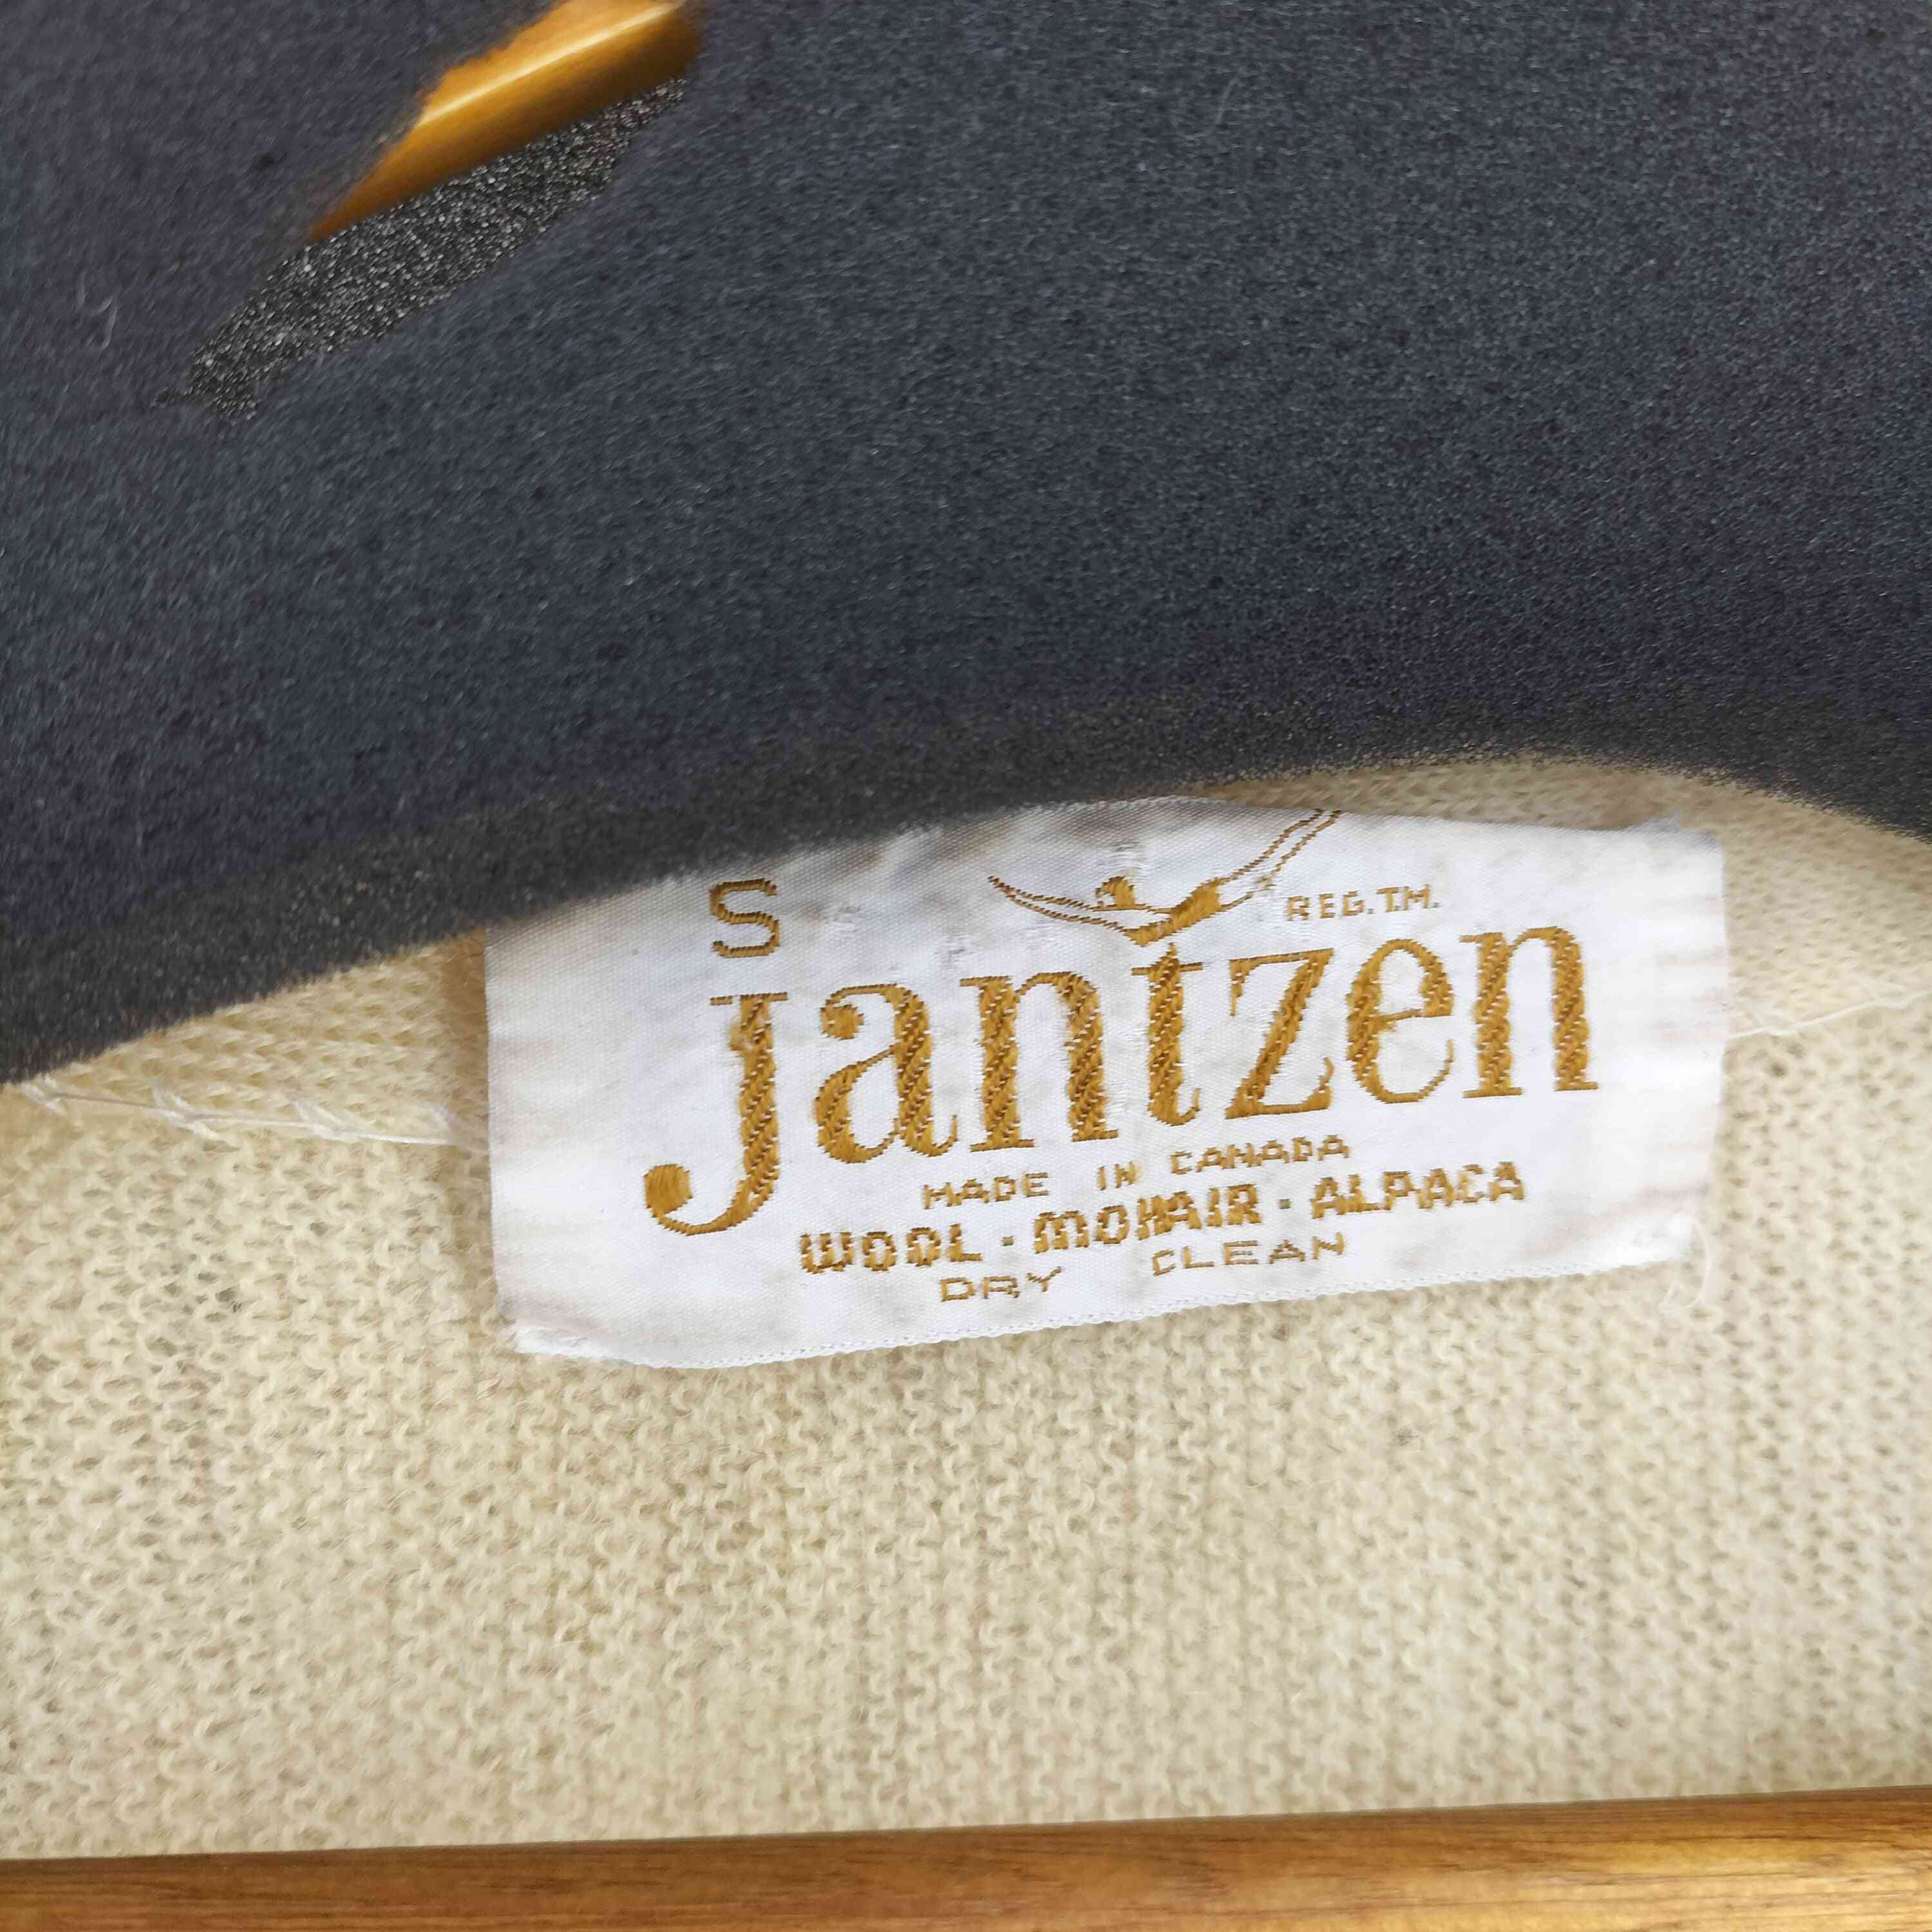 S
REG. T.M.
jantzen
MADE IN CANADA
WOOL · MOHAIR · ALPACA
DRY CLEAN